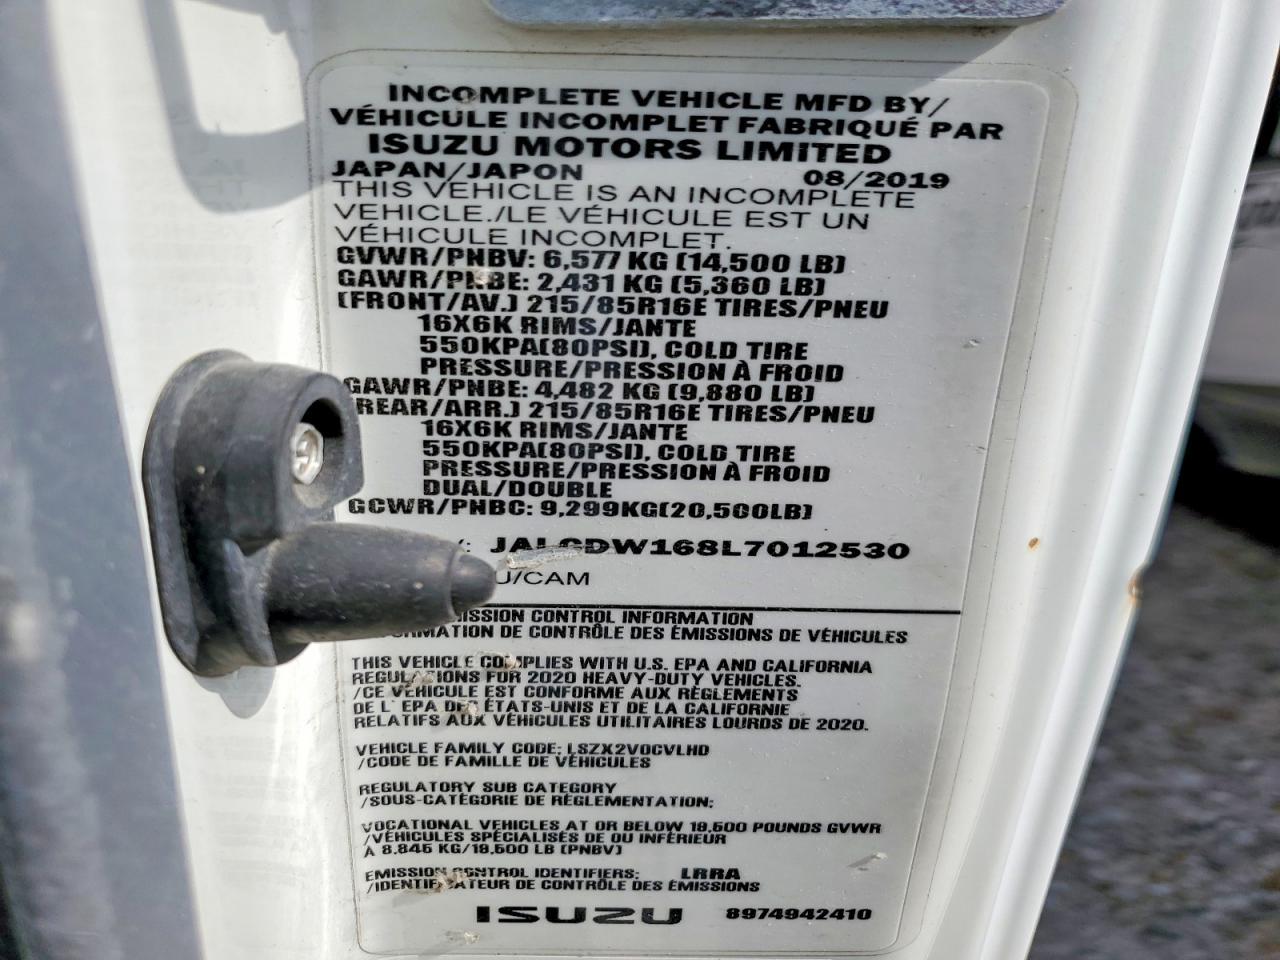 INCOMPLETE VEHICLE MFD BY/
VÉHICULE INCOMPLET FABRIQUÉ PAR
ISUZU MOTORS LIMITED
JAPAN/JAPON 08/2019
THIS VEHICLE IS AN INCOMPLETE
VEHICLE./LE VÉHICULE EST UN
VÉHICULE INCOMPLET.
GVWR/PNBV: 6,577 KG (14,500 LB)
GAWR/PNBE: 2,431 KG (5,360 LB)
(FRONT/AV.) 215/85R16E TIRES/PNEU
16X6K RIMS/JANTE
550KPA(80PSI), COLD TIRE
PRESSURE/PRESSION À FROID
GAWR/PNBE: 4,482 KG (9,880 LB)
REAR/ARR.) 215/85R16E TIRES/PNEU
16X6K RIMS/JANTE
550KPA(80PSI), COLD TIRE
PRESSURE/PRESSION À FROID
DUAL/DOUBLE
GCWR/PNBC: 9,299KG(20,500LB)
JALCDW168L7012530
U/CAM
ISSION CONTROL INFORMATION
ORMATION DE CONTRÔLE DES ÉMISSIONS DE VÉHICULES
THIS VEHICLE COMPLIES WITH U.S. EPA AND CALIFORNIA
REGULATIONS FOR 2020 HEAVY-DUTY VEHICLES.
/CE VÉHICULE EST CONFORME AUX RÈGLEMENTS
DE L' EPA DES ÉTATS-UNIS ET DE LA CALIFORNIE
RELATIFS AUX VÉHICULES UTILITAIRES LOURDS DE 2020.
VEHICLE FAMILY CODE: LSZX2VOCVLHD
/CODE DE FAMILLE DE VÉHICULES
REGULATORY SUB CATEGORY
/SOUS-CATÉGORIE DE RÉGLEMENTATION:
VOCATIONAL VEHICLES AT OR BELOW 19,500 POUNDS GVWR
/VÉHICULES SPÉCIALISÉS DE OU INFÉRIEUR
À 8,845 KG/19,500 LB (PNBV)
EMISSION CONTROL IDENTIFIERS: LRRA
/IDENTIFICATEUR DE CONTRÔLE DES ÉMISSIONS
ISUZU 8974942410